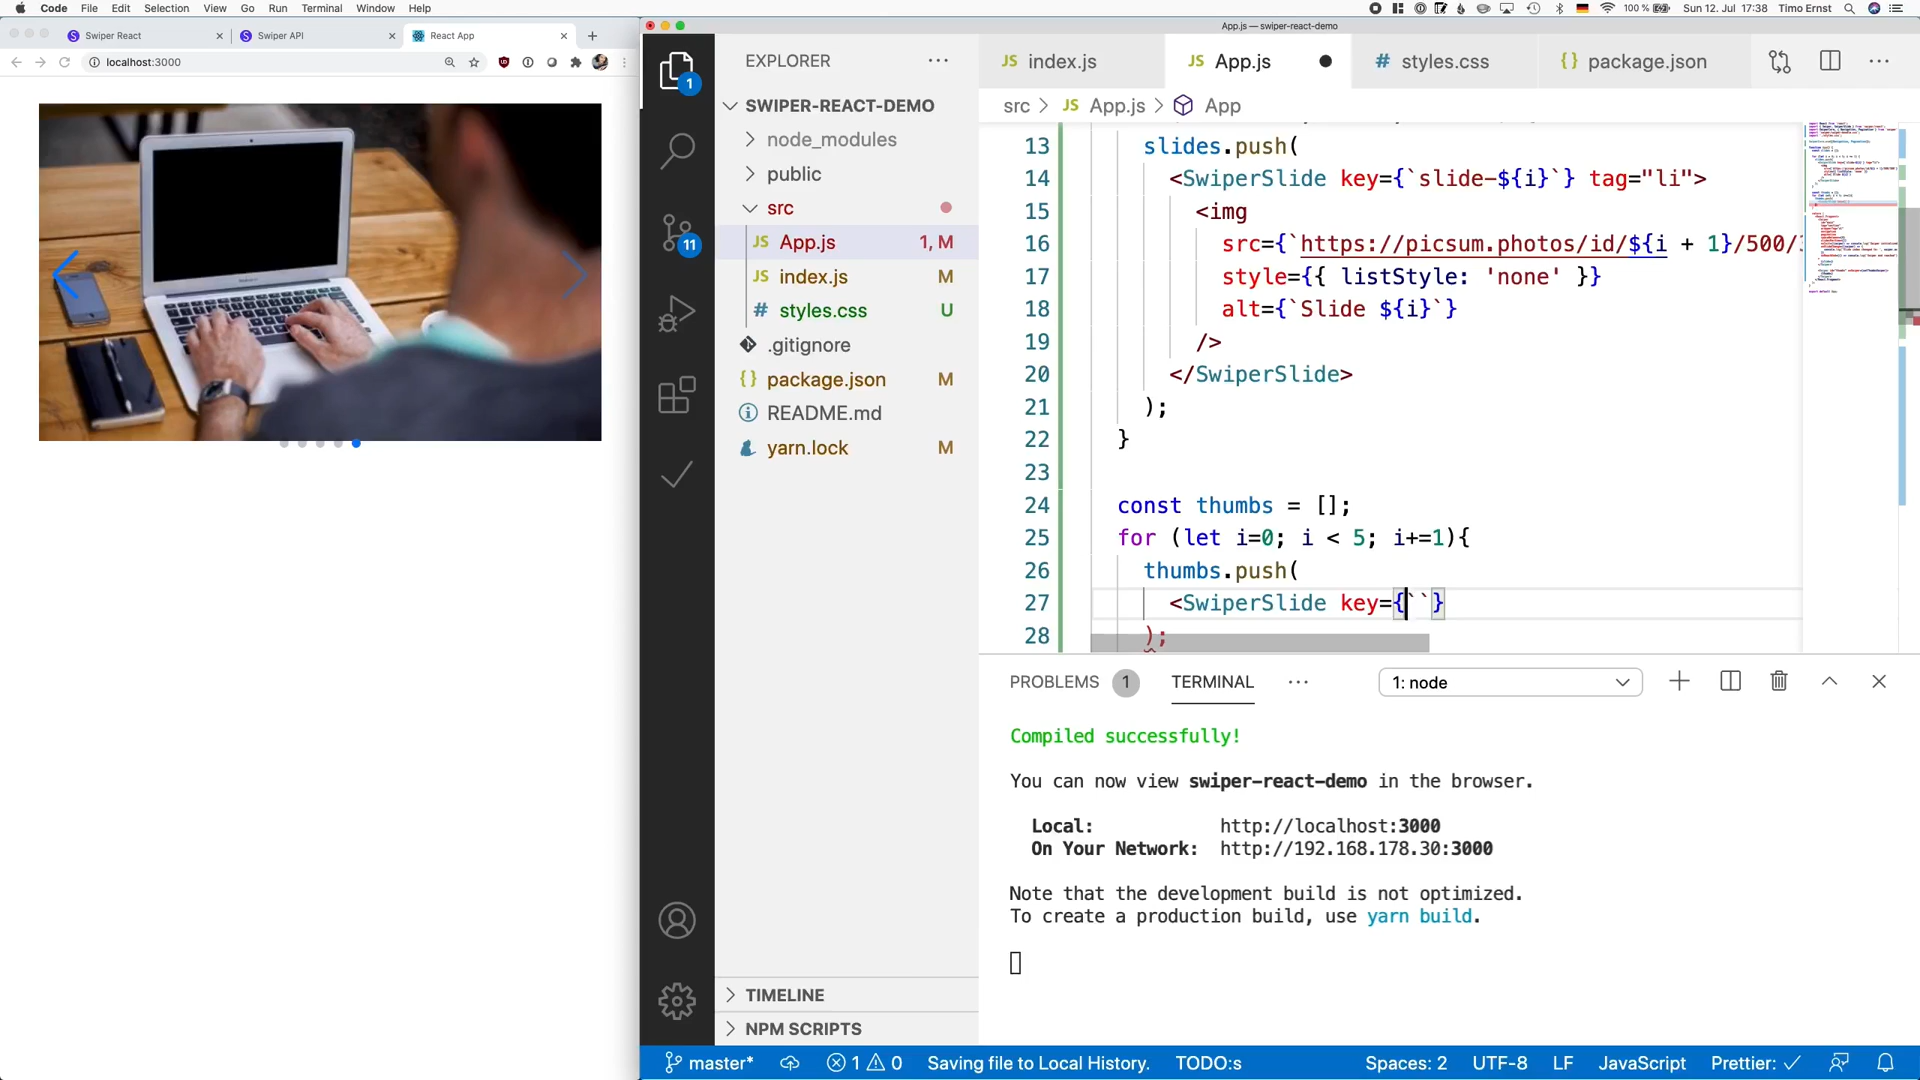 Code File Edit Selection View Go Run Terminal Window Help
100 % Sun 12. Jul 17:38 Timo Ernst
Swiper React
Swiper API
React App
localhost:3000
App.js — swiper-react-demo
EXPLORER
SWIPER-REACT-DEMO
node_modules
public
src
JS App.js 1, M
JS index.js M
# styles.css U
.gitignore
{} package.json M
README.md
yarn.lock M
TIMELINE
NPM SCRIPTS
1
11
JS index.js
JS App.js
# styles.css
{} package.json
src > JS App.js > App
13 slides.push(
14 <SwiperSlide key={`slide-${i}`} tag="li">
15 <img
16 src={`https://picsum.photos/id/${i + 1}/500/
17 style={{ listStyle: 'none' }}
18 alt={`Slide ${i}`}
19 />
20 </SwiperSlide>
21 );
22 }
23
24 const thumbs = [];
25 for (let i=0; i < 5; i+=1){
26 thumbs.push(
27 <SwiperSlide key={``}
28 );
PROBLEMS 1 TERMINAL
1: node
Compiled successfully!
You can now view swiper-react-demo in the browser.
Local: http://localhost:3000
On Your Network: http://192.168.178.30:3000
Note that the development build is not optimized.
To create a production build, use yarn build.
master* 1 0 Saving file to Local History. TODO:s Spaces: 2 UTF-8 LF JavaScript Prettier: ✓